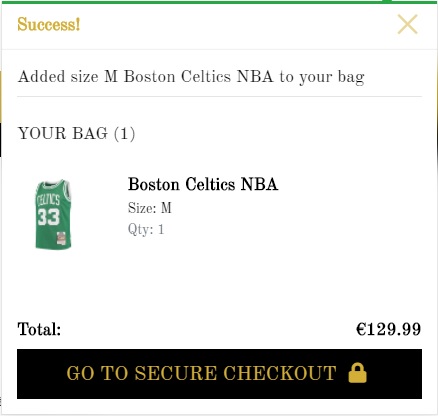 Success!
Added size M Boston Celtics NBA to your bag
YOUR BAG (1)
Boston Celtics NBA
CELTICS
33
Size: M
Qty: 1
Total: €129.99
GO TO SECURE CHECKOUT